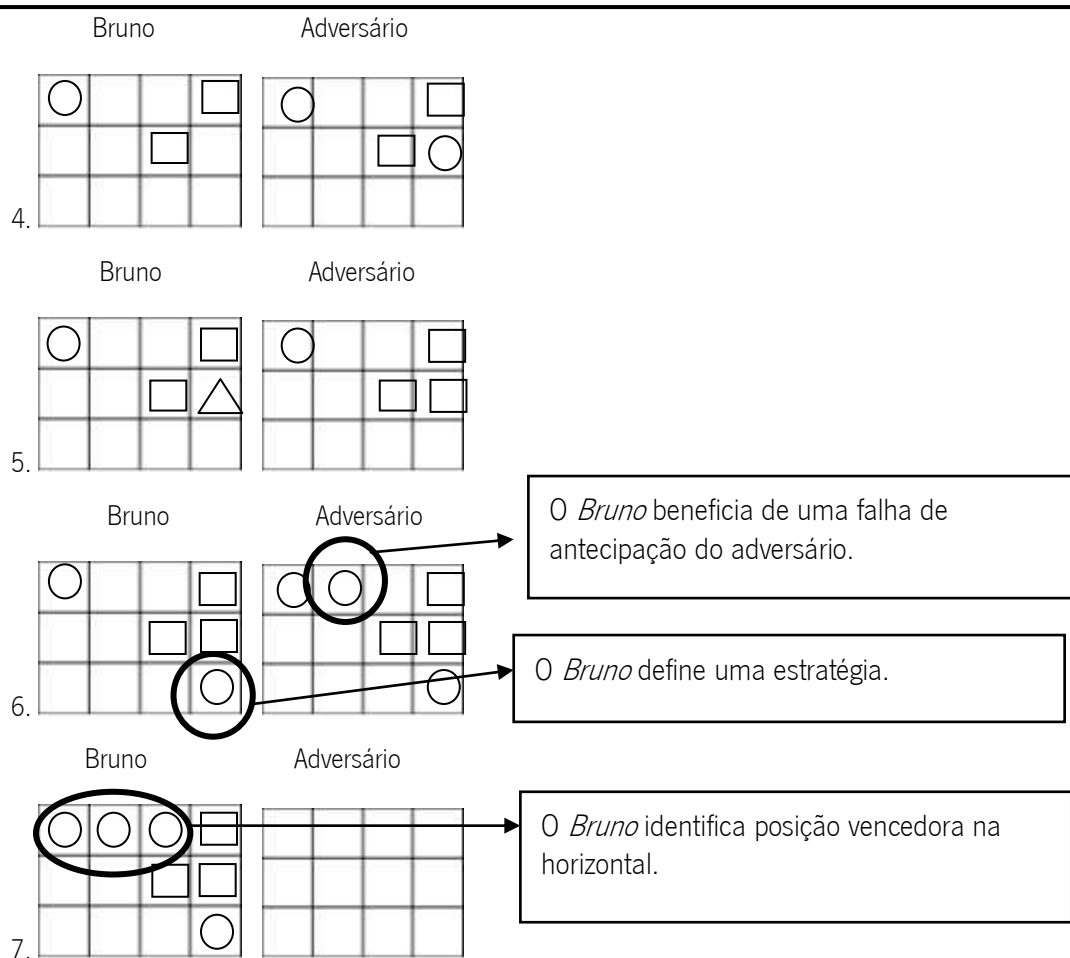 Bruno Adversário
4.
Bruno Adversário
5.
Bruno Adversário
O Bruno beneficia de uma falha de
antecipação do adversário.
O Bruno define uma estratégia.
6.
Bruno Adversário
O Bruno identifica posição vencedora na
horizontal.
7.